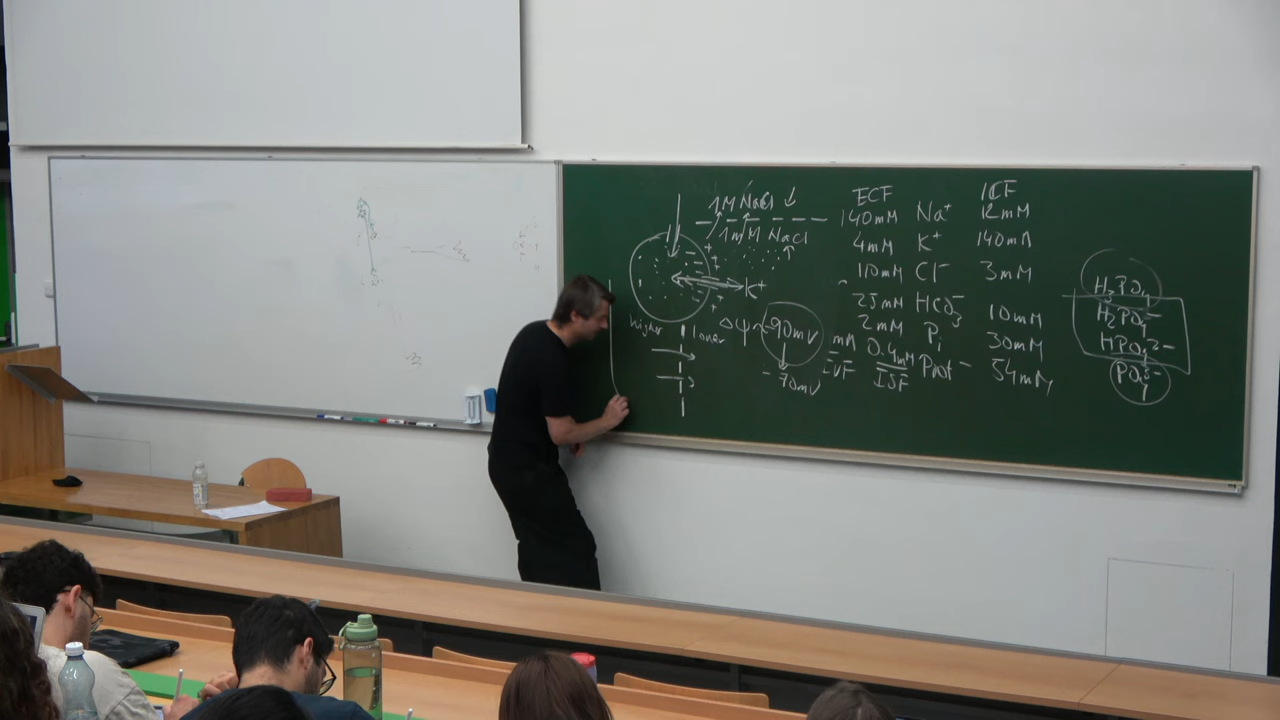 1M NaCl ↓
1mM NaCl ↑
K⁺
higher
lower
Δψ ~ -90mV
-70mV
ECF ICF
140mM Na⁺ 12mM
4mM K⁺ 140mM
110mM Cl⁻ 3mM
25mM HCO₃⁻ 10mM
2mM Pi 30mM
mM 0.4mM Prot⁻ 54mM
IVF ISF
H₃PO₄
H₂PO₄⁻
HPO₄²⁻
PO₄³⁻